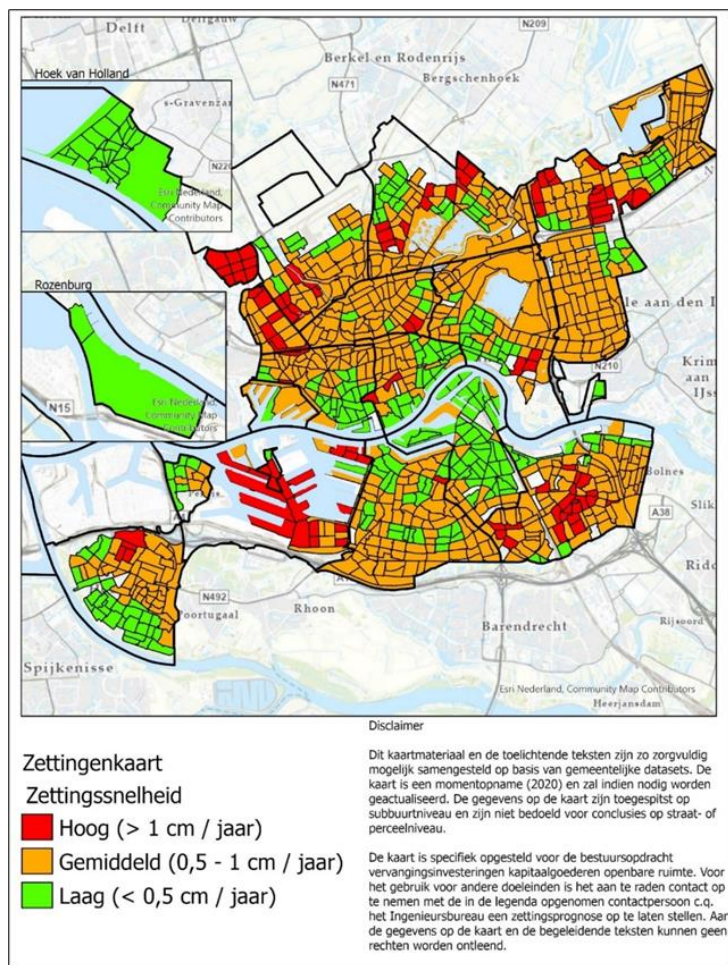 Delft
Delfgauw
N209
Berkel en Rodenrijs
Bergschenhoek
N471
Hoek van Holland
s-Gravenzan
N220
Esri Nederland,
Community Map
Contributors
Rozenburg
N15
Esri Nederland,
Community Map
Contributors
le aan den I
N210
Krim
aan
IJss
Bolnes
Slik
A38
Ridd
Pernis
N492
Poortugaal
Rhoon
Barendrecht
Rijsoord
Spijkenisse
Esri Nederland, Community Map Contributors
Heerjansdam
Zettingenkaart
Zettingssnelheid
Hoog (> 1 cm / jaar)
Gemiddeld (0,5 - 1 cm / jaar)
Laag (< 0,5 cm / jaar)
Disclaimer
Dit kaartmateriaal en de toelichtende teksten zijn zo zorgvuldig
mogelijk samengesteld op basis van gemeentelijke datasets. De
kaart is een momentopname (2020) en zal indien nodig worden
geactualiseerd. De gegevens op de kaart zijn toegespitst op
subbuurtniveau en zijn niet bedoeld voor conclusies op straat- of
perceelniveau.
De kaart is specifiek opgesteld voor de bestuursopdracht
vervangingsinvesteringen kapitaalgoederen openbare ruimte. Voor
het gebruik voor andere doeleinden is het aan te raden contact op
te nemen met de in de legenda opgenomen contactpersoon c.q.
het Ingenieursbureau een zettingsprognose op te laten stellen. Aan
de gegevens op de kaart en de begeleidende teksten kunnen geen
rechten worden ontleend.